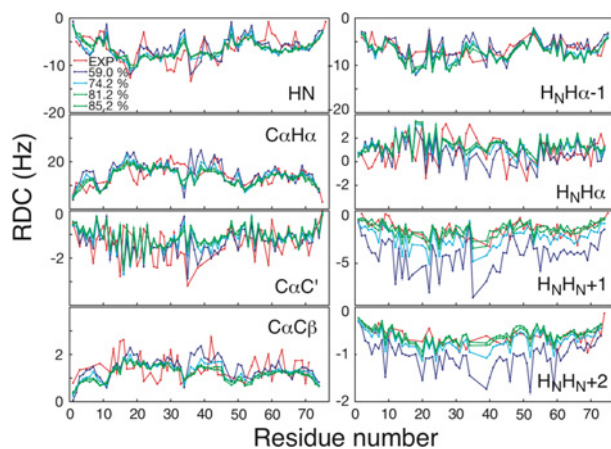 0
-10
-20
EXP
59.0 %
74.2 %
81.2 %
85.2 %
HN
20
0
CαHα
0
-2
CαC'
2
0
CαCβ
0
-10
-20
HNHα-1
2
0
-2
HNHα
0
-5
HNHN+1
0
-1
-2
HNHN+2
0 10 20 30 40 50 60 70
0 10 20 30 40 50 60 70
RDC (Hz)
Residue number